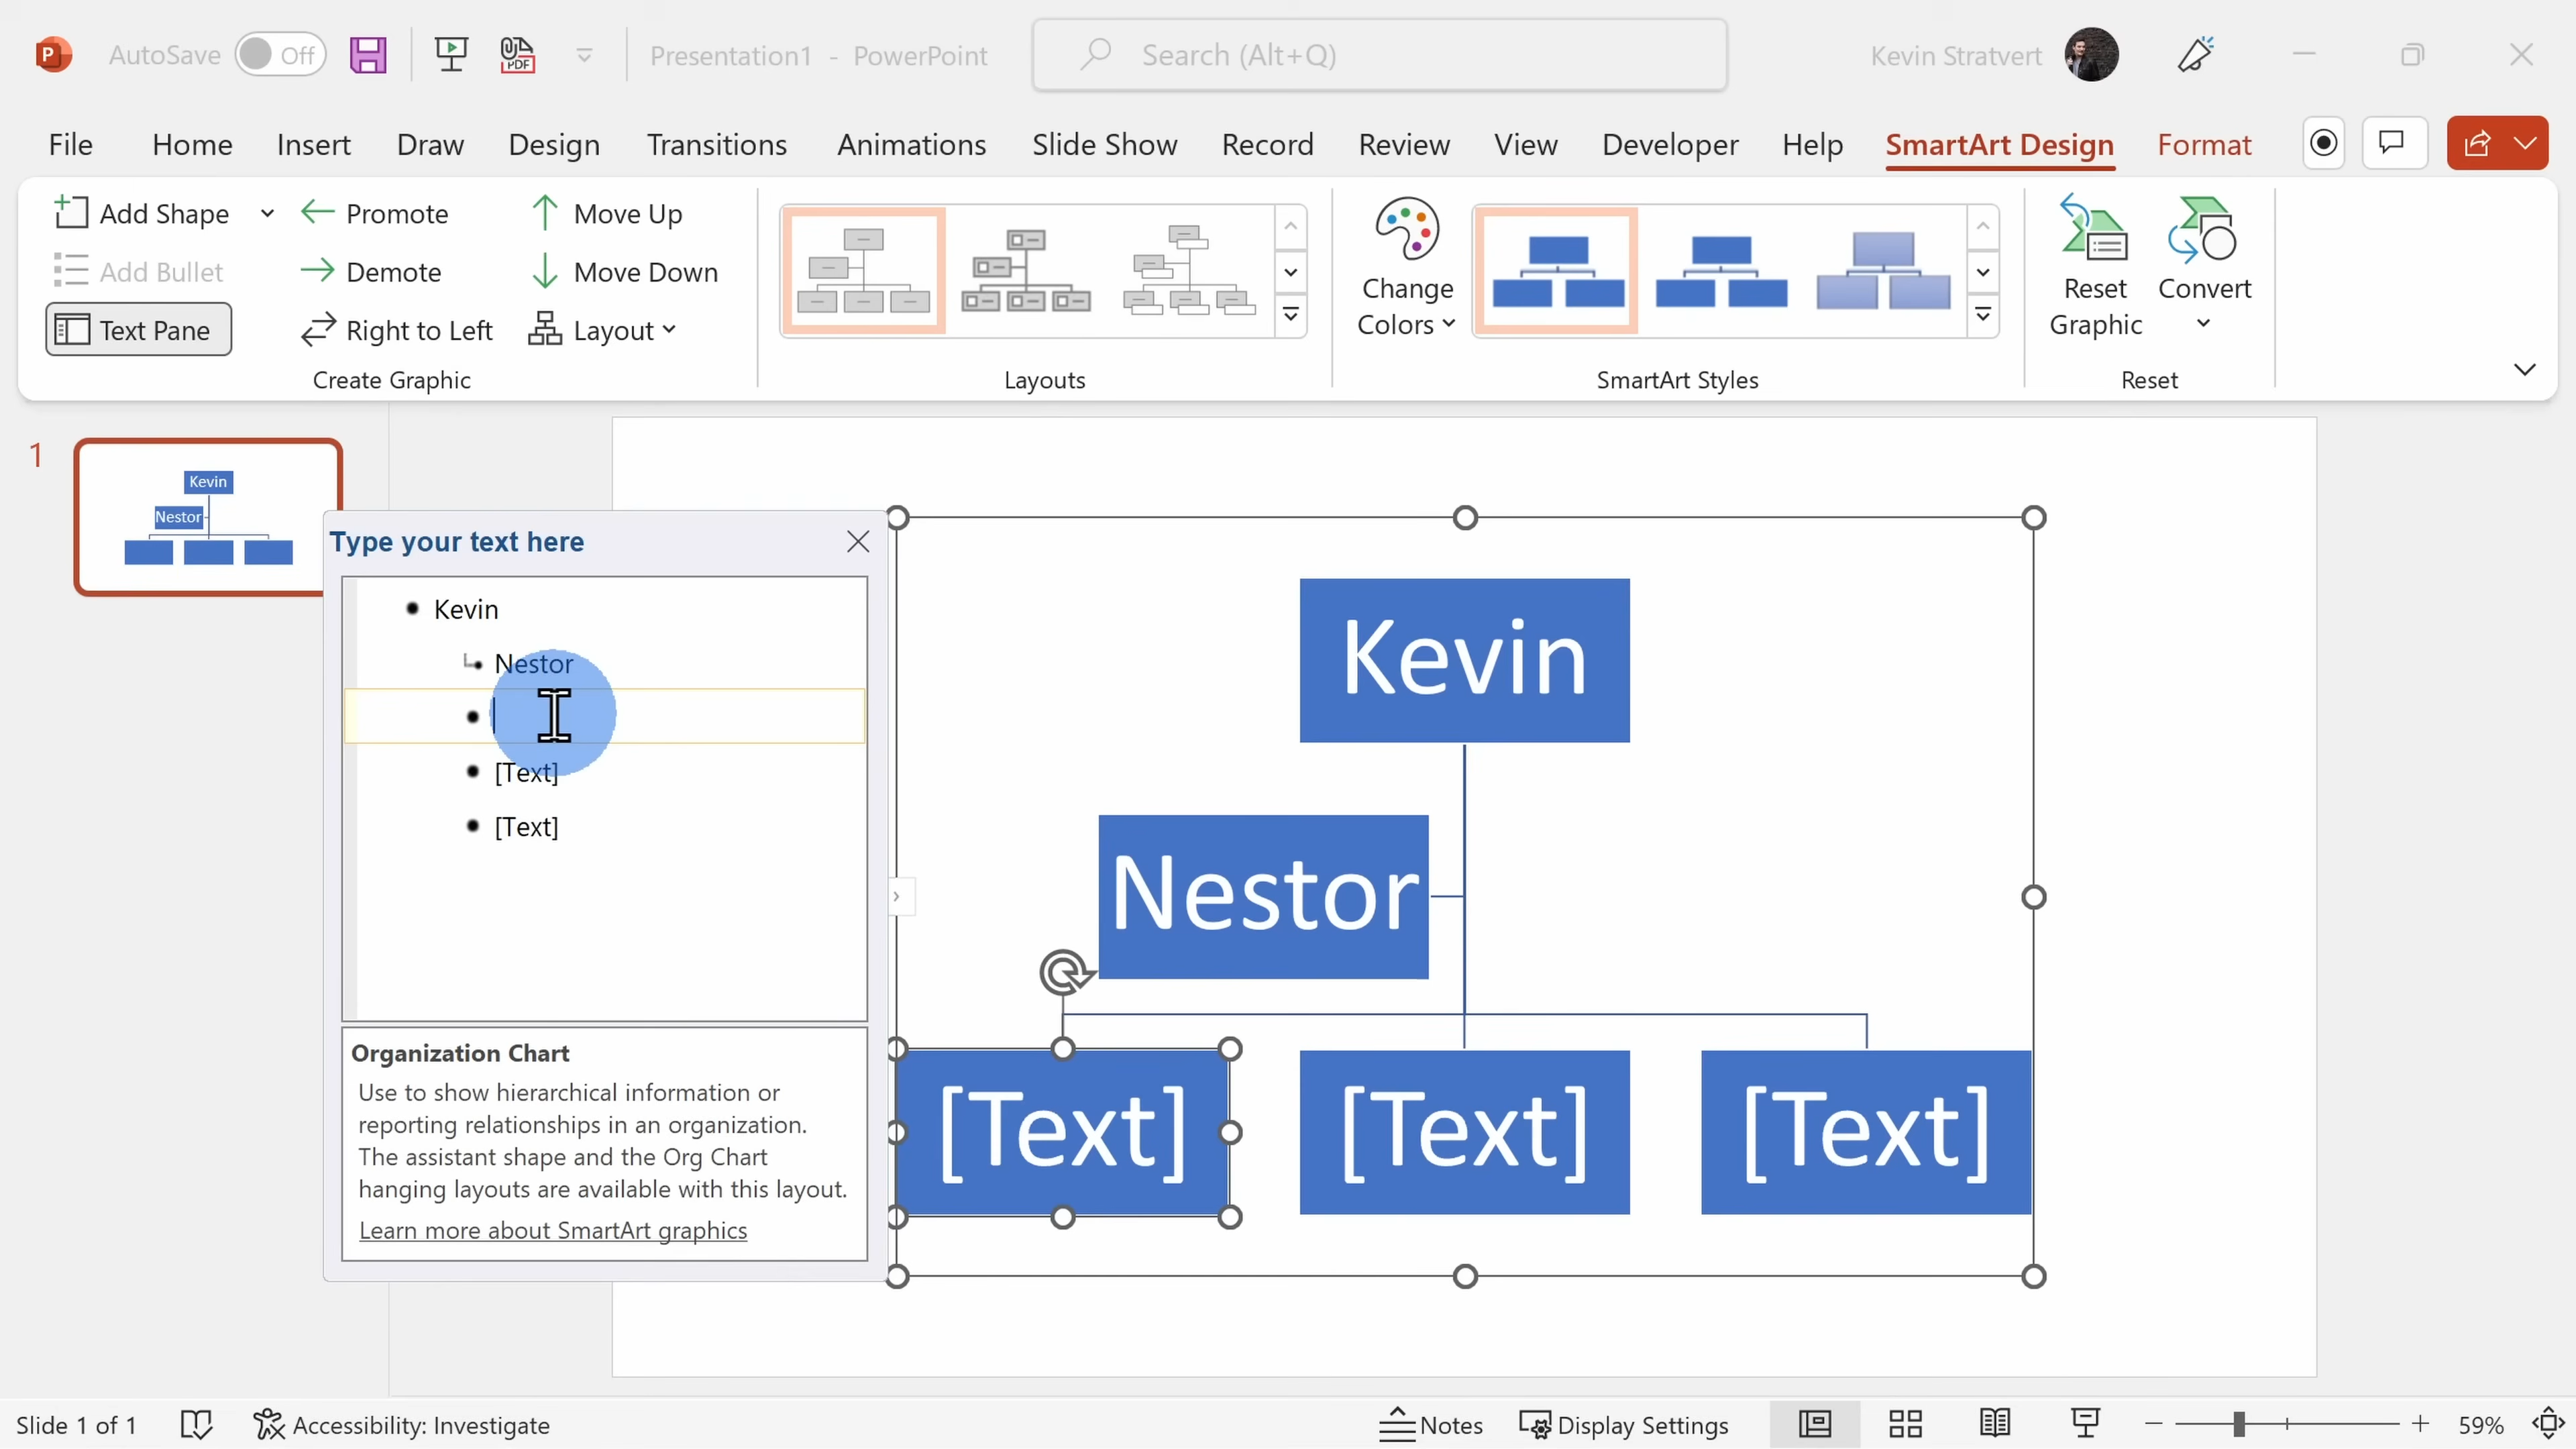 AutoSave Off Presentation1 - PowerPoint Search (Alt+Q) Kevin Stratvert
File Home Insert Draw Design Transitions Animations Slide Show Record Review View Developer Help SmartArt Design Format
Add Shape Promote Move Up
Add Bullet Demote Move Down
Text Pane Right to Left Layout
Create Graphic
Layouts
Change
Colors
SmartArt Styles
Reset
Graphic
Convert
Reset
1
Kevin
Nestor
Type your text here
Kevin
Nestor
[Text]
[Text]
Organization Chart
Use to show hierarchical information or
reporting relationships in an organization.
The assistant shape and the Org Chart
hanging layouts are available with this layout.
Learn more about SmartArt graphics
Kevin
Nestor
[Text] [Text] [Text]
Slide 1 of 1 Accessibility: Investigate Notes Display Settings 59%